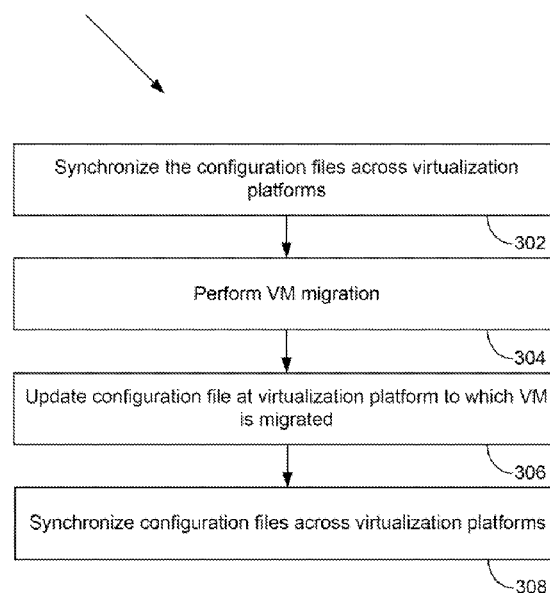 Synchronize the configuration files across virtualization
platforms
302
Perform VM migration
304
Update configuration file at virtualization platform to which VM
is migrated
306
Synchronize configuration files across virtualization platforms
308